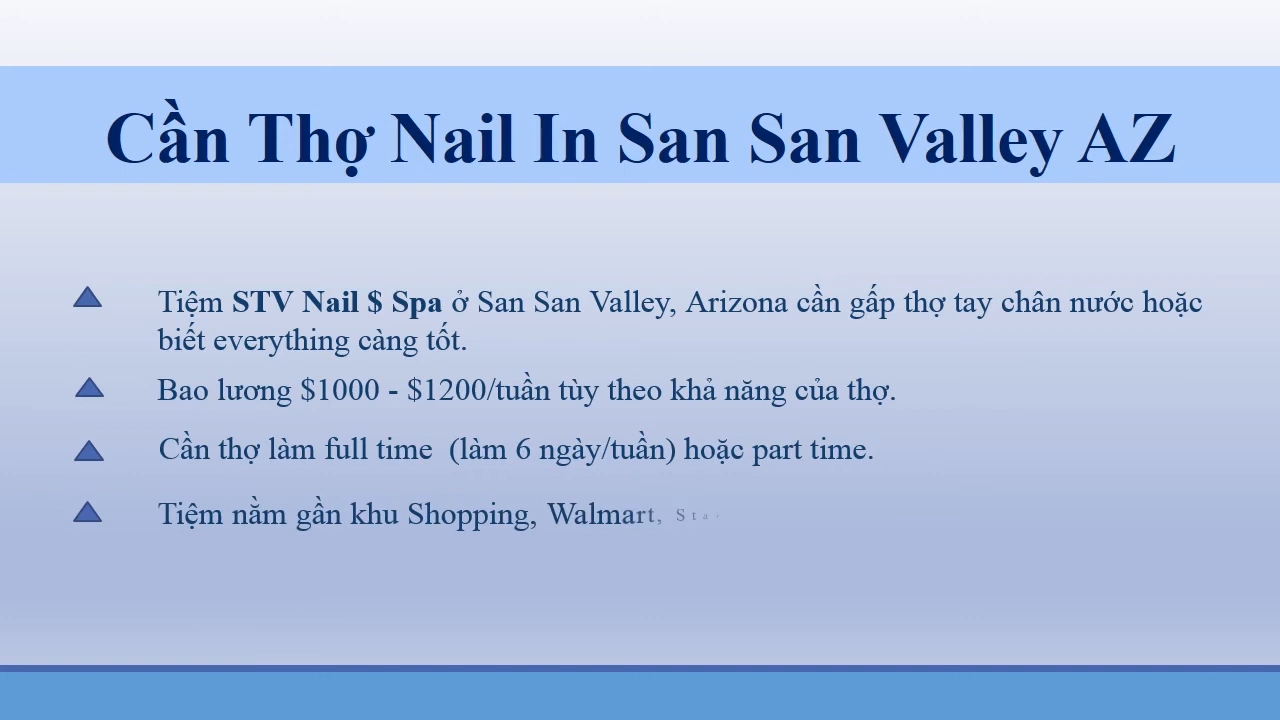 Cần Thợ Nail In San San Valley AZ
Tiệm STV Nail $ Spa ở San San Valley, Arizona cần gấp thợ tay chân nước hoặc
biết everything càng tốt.
Bao lương $1000 - $1200/tuần tùy theo khả năng của thợ.
Cần thợ làm full time (làm 6 ngày/tuần) hoặc part time.
Tiệm nằm gần khu Shopping, Walmart,